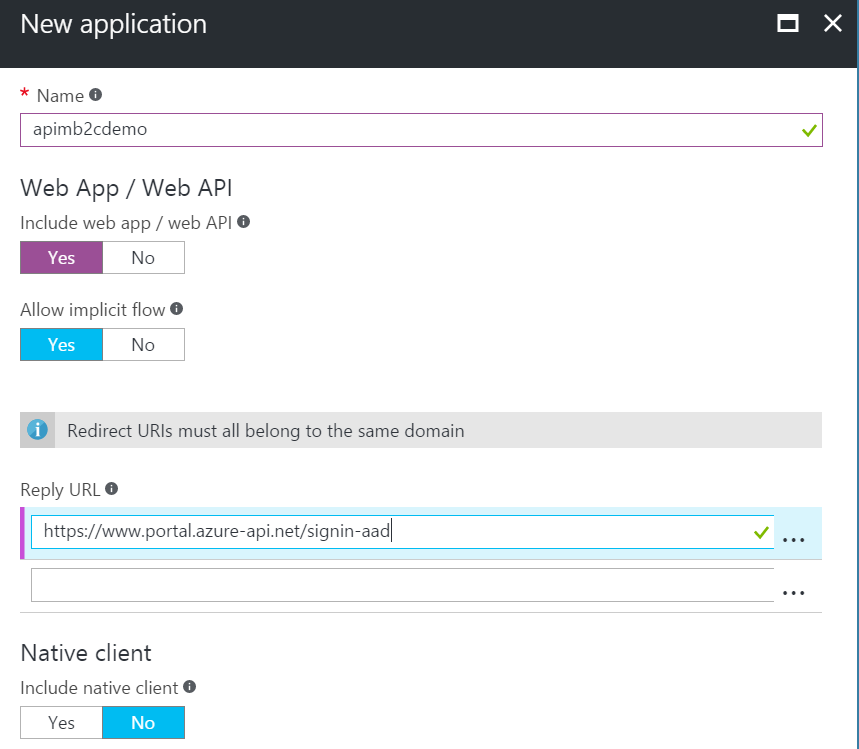 New application
* Name
apimb2cdemo
Web App / Web API
Include web app / web API
Yes No
Allow implicit flow
Yes No
Redirect URIs must all belong to the same domain
Reply URL
https://www.portal.azure-api.net/signin-aad
...
...
Native client
Include native client
Yes No